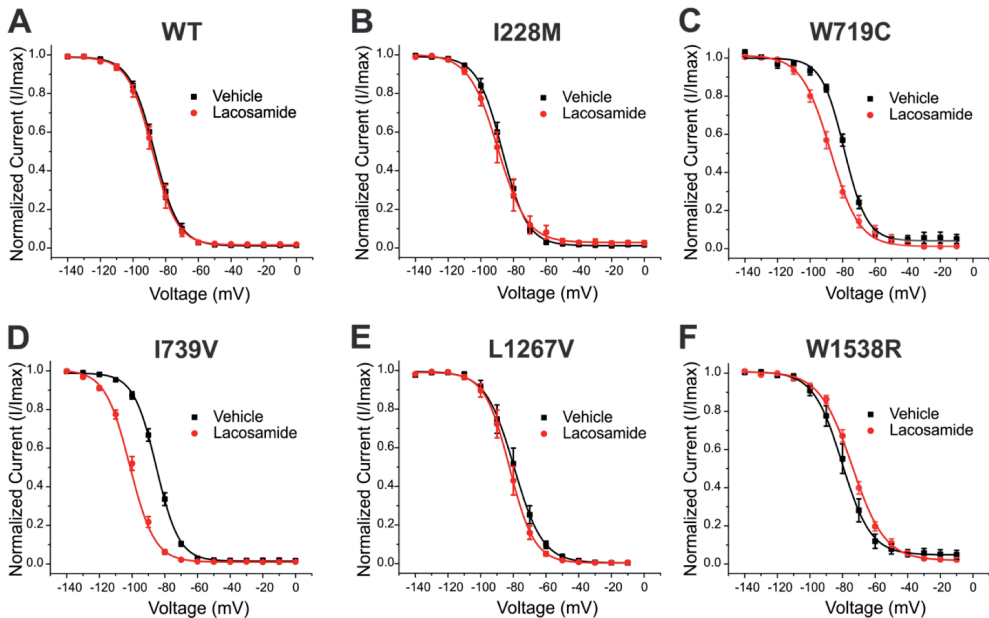 A
WT
Normalized Current (I/Imax)
1.0
0.8
0.6
0.4
0.2
0.0
Vehicle
Lacosamide
-140 -120 -100 -80 -60 -40 -20 0
Voltage (mV)
B
I228M
Normalized Current (I/Imax)
1.0
0.8
0.6
0.4
0.2
0.0
Vehicle
Lacosamide
-140 -120 -100 -80 -60 -40 -20 0
Voltage (mV)
C
W719C
Normalized Current (I/Imax)
1.0
0.8
0.6
0.4
0.2
0.0
Vehicle
Lacosamide
-140 -120 -100 -80 -60 -40 -20 0
Voltage (mV)
D
I739V
Normalized Current (I/Imax)
1.0
0.8
0.6
0.4
0.2
0.0
Vehicle
Lacosamide
-140 -120 -100 -80 -60 -40 -20 0
Voltage (mV)
E
L1267V
Normalized Current (I/Imax)
1.0
0.8
0.6
0.4
0.2
0.0
Vehicle
Lacosamide
-140 -120 -100 -80 -60 -40 -20 0
Voltage (mV)
F
W1538R
Normalized Current (I/Imax)
1.0
0.8
0.6
0.4
0.2
0.0
Vehicle
Lacosamide
-140 -120 -100 -80 -60 -40 -20 0
Voltage (mV)